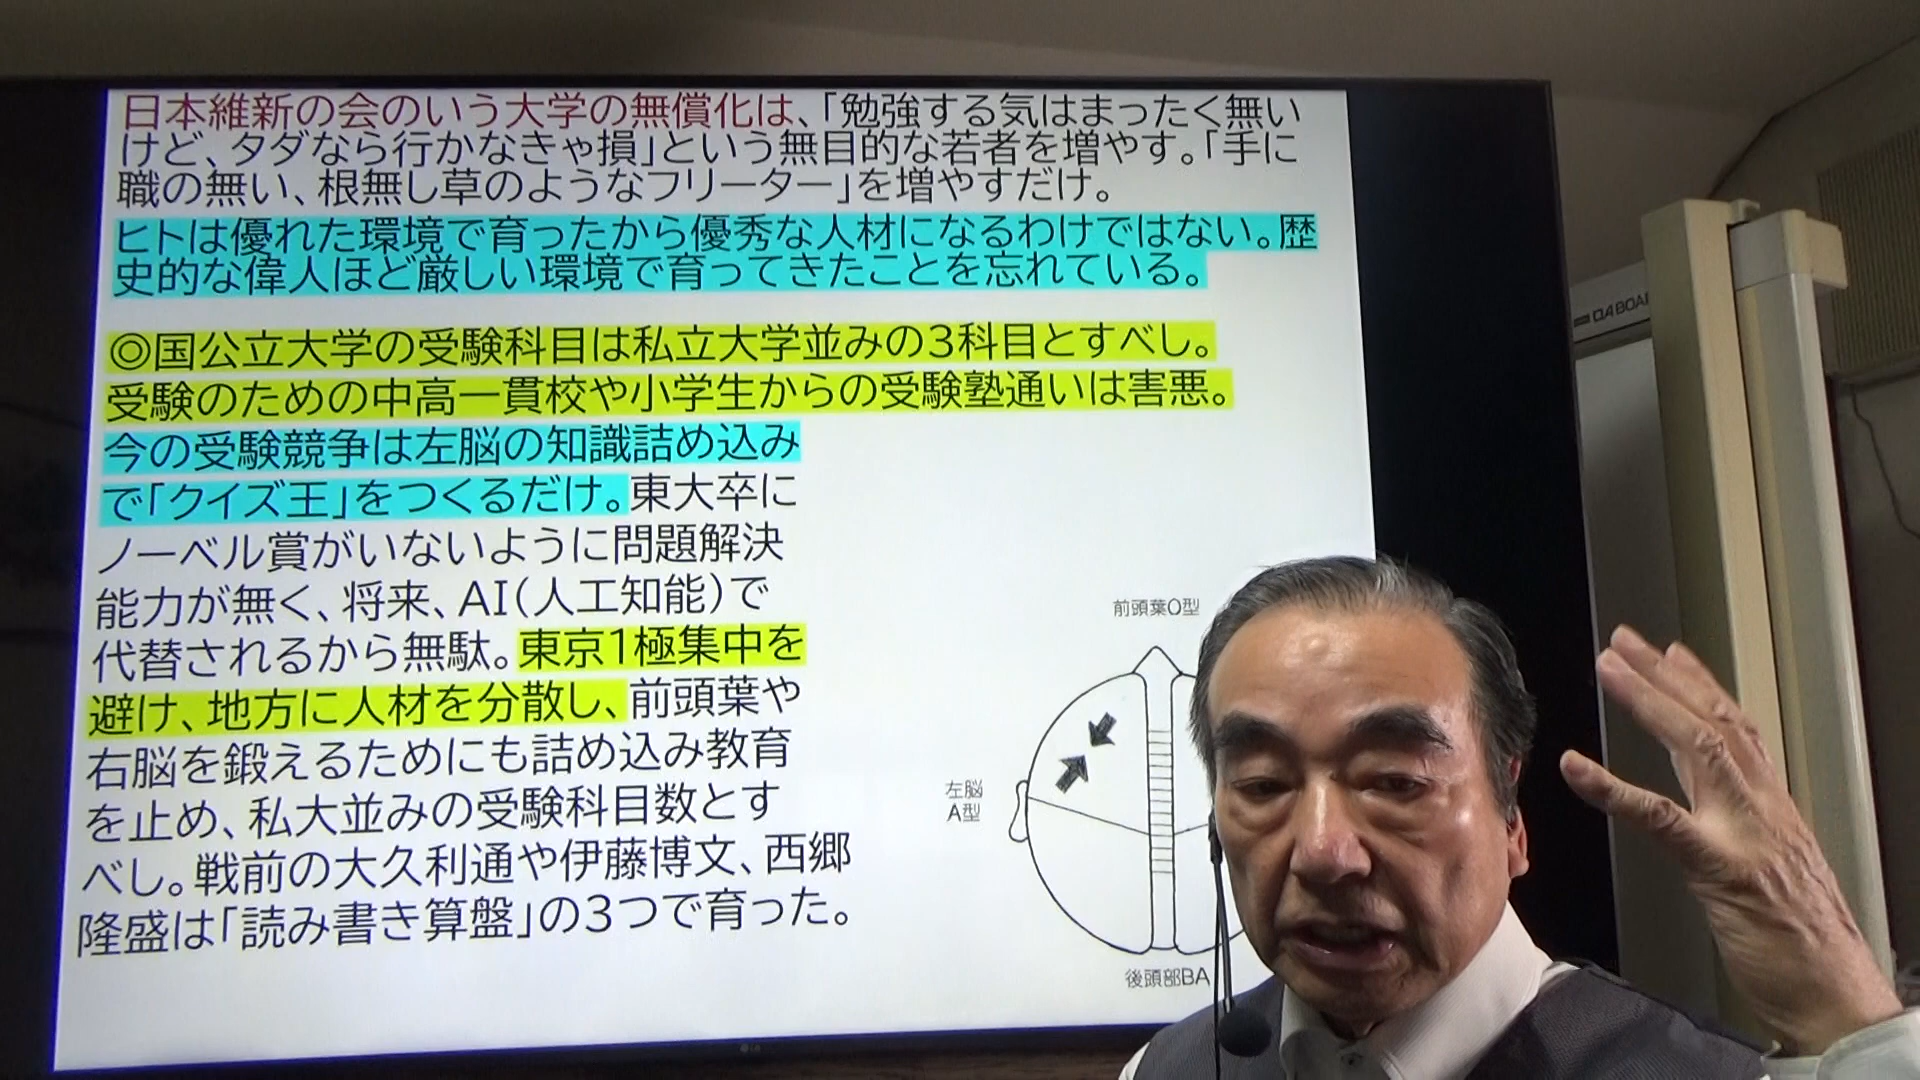 日本維新の会のいう大学の無償化は、「勉強する気はまったく無い
けど、タダなら行かなきゃ損」という無目的な若者を増やす。「手に
職の無い、根無し草のようなフリーター」を増やすだけ。
ヒトは優れた環境で育ったから優秀な人材になるわけではない。歴
史的な偉人ほど厳しい環境で育ってきたことを忘れている。
◎国公立大学の受験科目は私立大学並みの3科目とすべし。
受験のための中高一貫校や小学生からの受験塾通いは害悪。
今の受験競争は左脳の知識詰め込み
で「クイズ王」をつくるだけ。東大卒に
ノーベル賞がいないように問題解決
能力が無く、将来、AI(人工知能)で
代替されるから無駄。東京1極集中を
避け、地方に人材を分散し、前頭葉や
右脳を鍛えるためにも詰め込み教育
を止め、私大並みの受験科目数とす
べし。戦前の大久利通や伊藤博文、西郷
隆盛は「読み書き算盤」の3つで育った。
前頭葉O型
左脳
A型
後頭部BA
LG
OA BOA